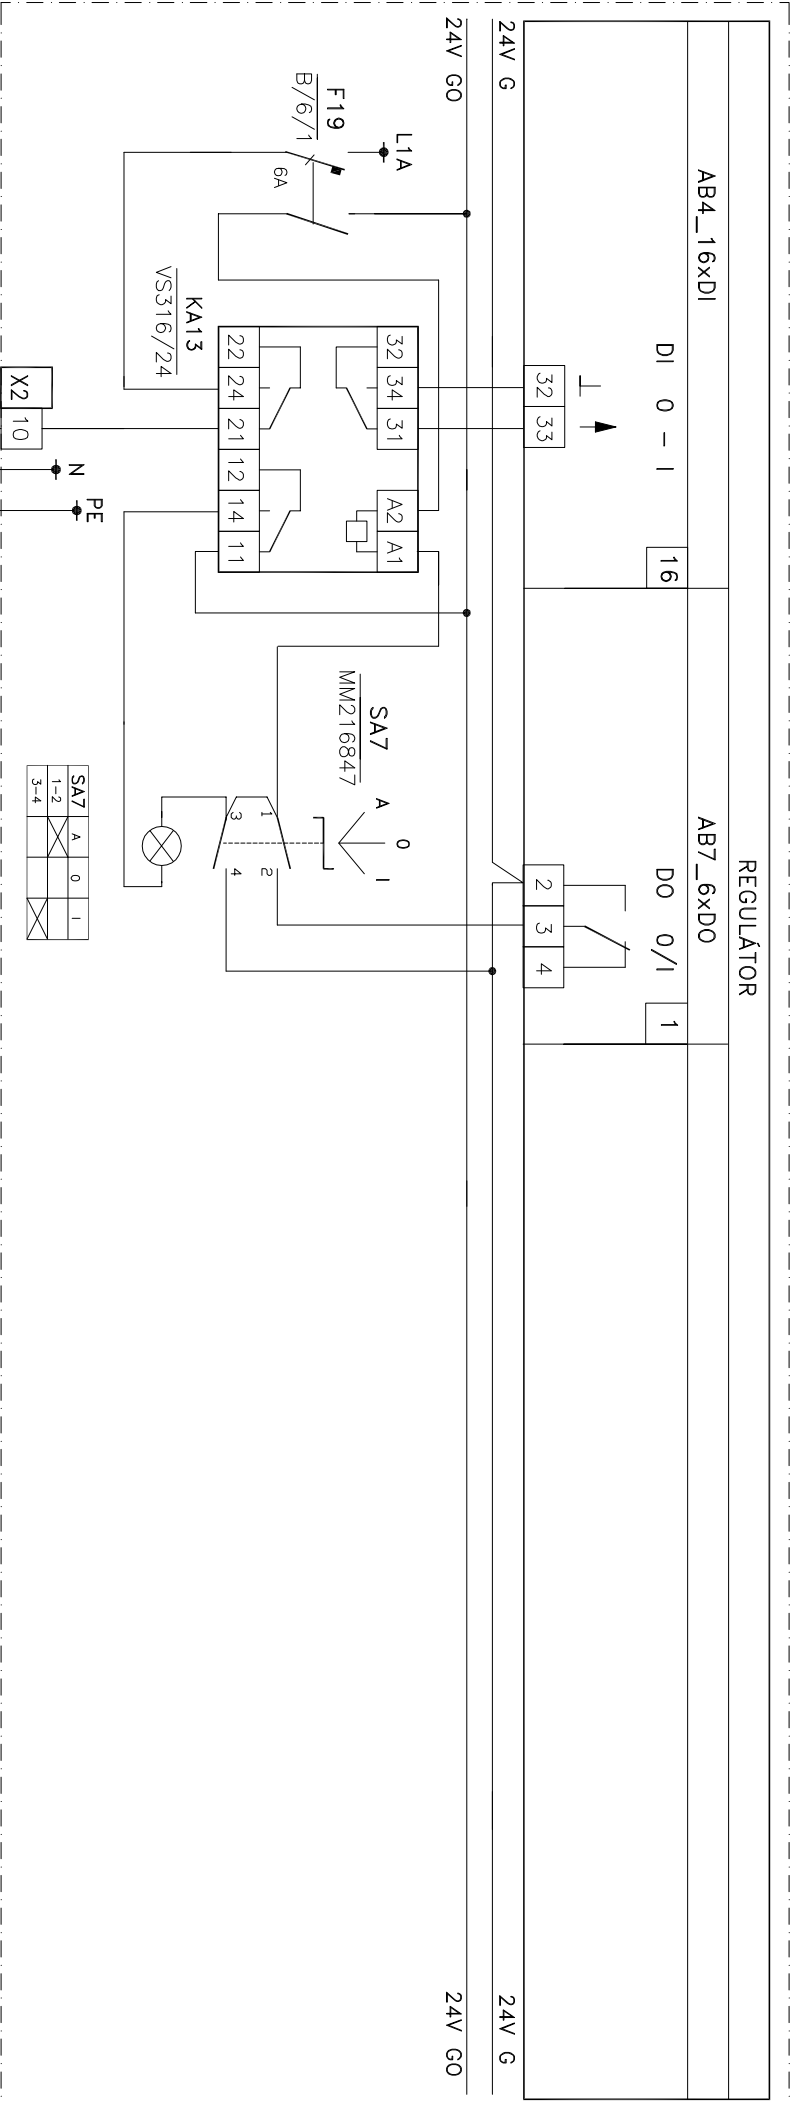 REGULÁTOR
AB4_16xDI
AB7_6xDO
DI 0 – I
16
DO 0/I
1
32
33
2
3
4
24V G
24V G
24V GO
24V GO
L1A
F19
B/6/1
6A
KA13
VS316/24
32
34
31
A2
A1
22
24
21
12
14
11
SA7
MM216847
A
0
I
1
2
3
4
X2
10
N
PE
SA7 A 0 I
1-2
3-4